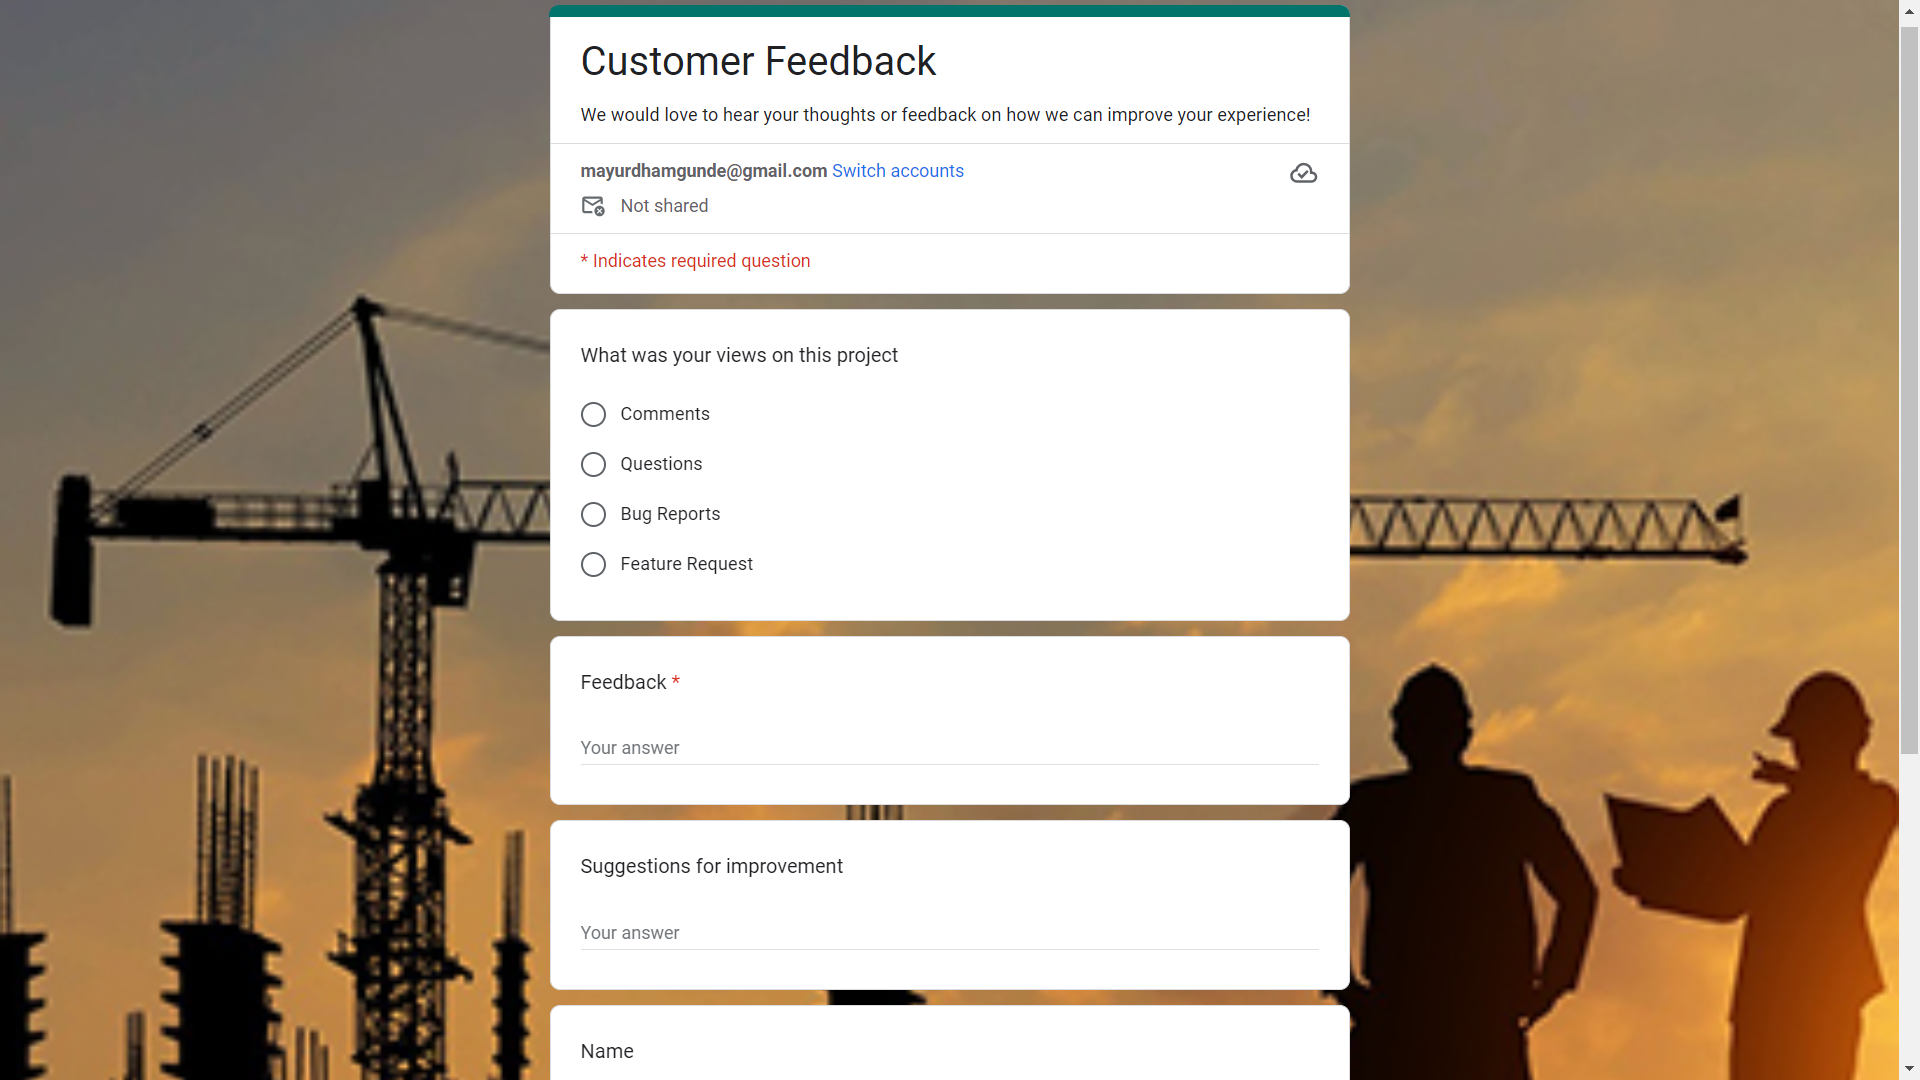 Customer Feedback
We would love to hear your thoughts or feedback on how we can improve your experience!
mayurdhamgunde@gmail.com Switch accounts
Not shared
* Indicates required question
What was your views on this project
Comments
Questions
Bug Reports
Feature Request
Feedback *
Your answer
Suggestions for improvement
Your answer
Name